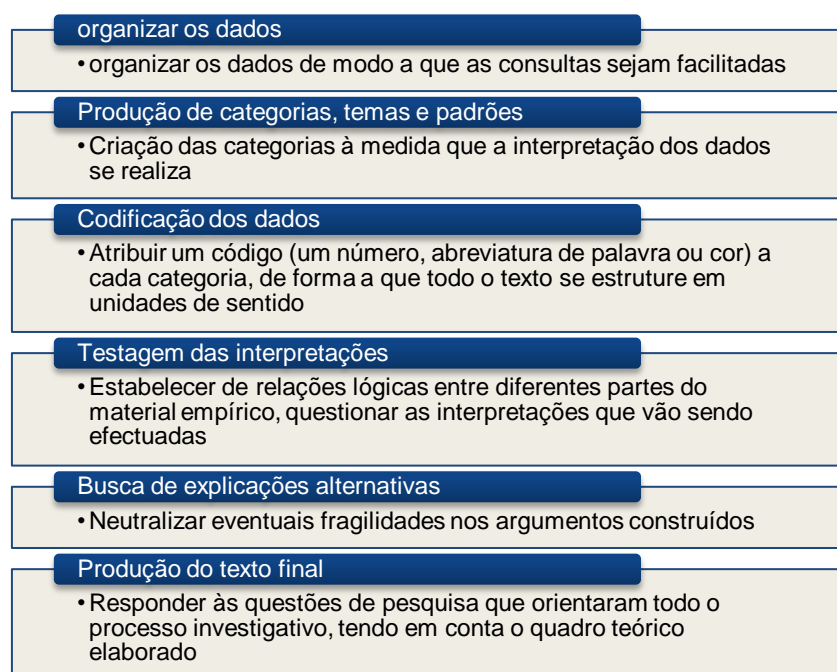 organizar os dados
•organizar os dados de modo a que as consultas sejam facilitadas
Produção de categorias, temas e padrões
•Criação das categorias à medida que a interpretação dos dados
se realiza
Codificação dos dados
•Atribuir um código (um número, abreviatura de palavra ou cor) a
cada categoria, de forma a que todo o texto se estruture em
unidades de sentido
Testagem das interpretações
•Estabelecer de relações lógicas entre diferentes partes do
material empírico, questionar as interpretações que vão sendo
efectuadas
Busca de explicações alternativas
•Neutralizar eventuais fragilidades nos argumentos construídos
Produção do texto final
•Responder às questões de pesquisa que orientaram todo o
processo investigativo, tendo em conta o quadro teórico
elaborado